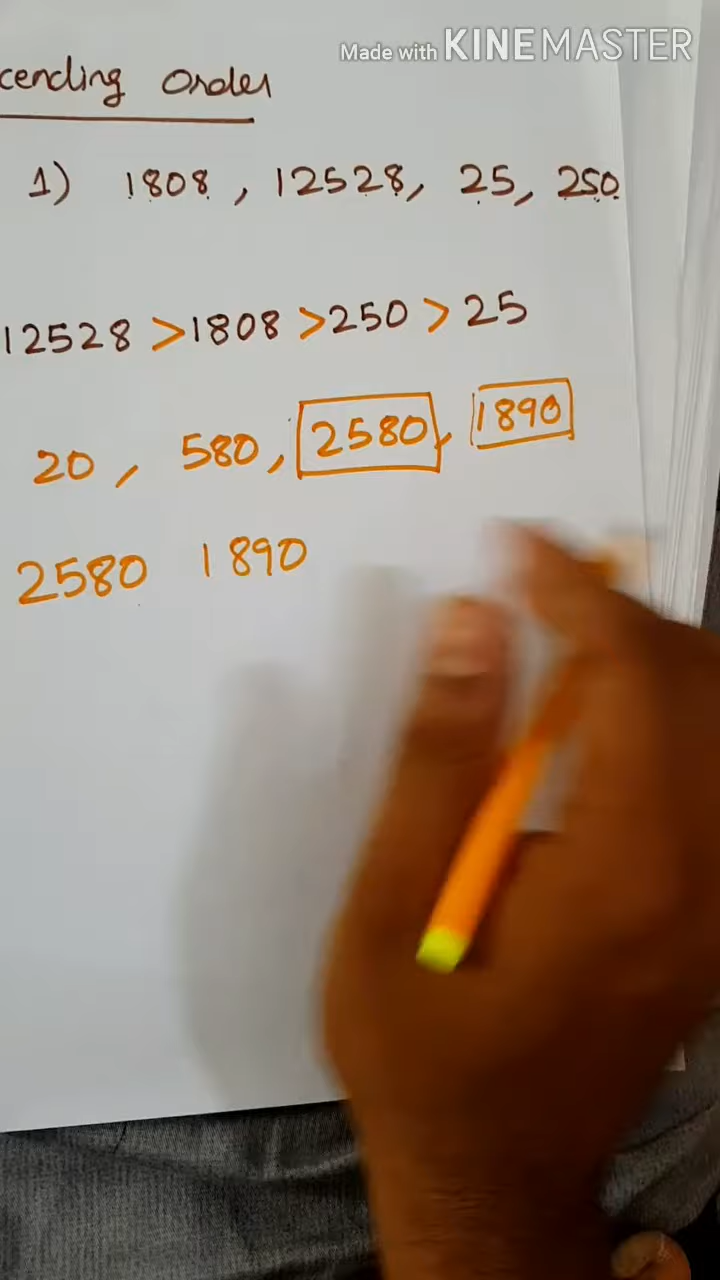 Made with KINEMASTER
cending Order
1) 1808, 12528, 25, 250
12528 > 1808 > 250 > 25
20, 580, 2580, 1890
2580 1890